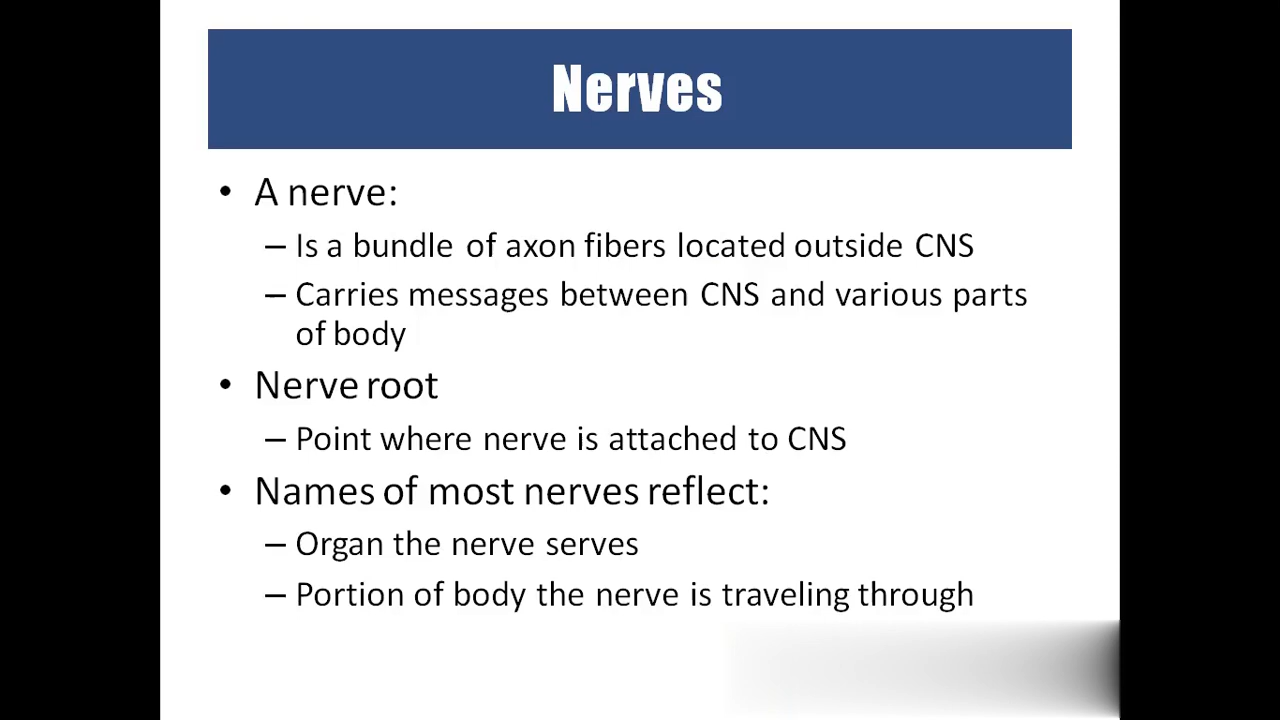 Nerves
• A nerve:
– Is a bundle of axon fibers located outside CNS
– Carries messages between CNS and various parts
of body
• Nerve root
– Point where nerve is attached to CNS
• Names of most nerves reflect:
– Organ the nerve serves
– Portion of body the nerve is traveling through